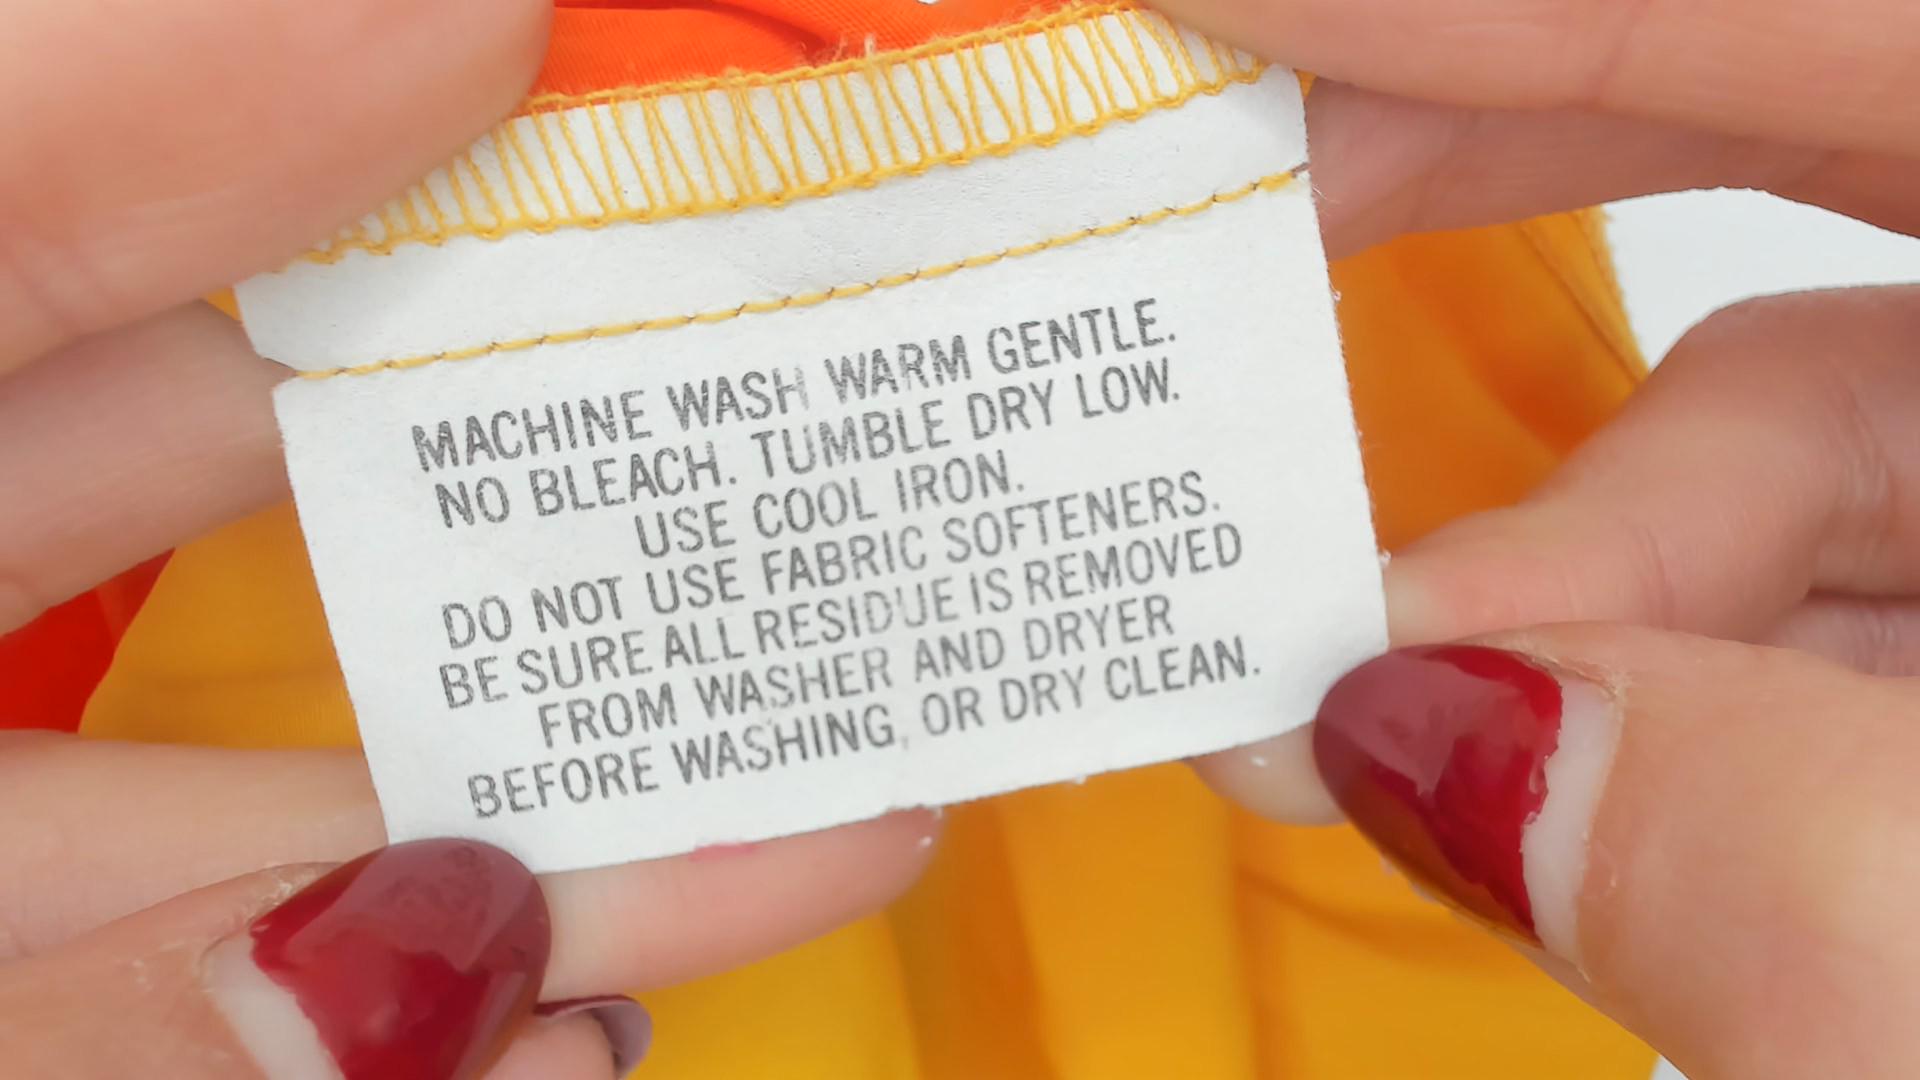 MACHINE WASH WARM GENTLE.
NO BLEACH. TUMBLE DRY LOW.
USE COOL IRON.
DO NOT USE FABRIC SOFTENERS.
BE SURE ALL RESIDUE IS REMOVED
FROM WASHER AND DRYER
BEFORE WASHING, OR DRY CLEAN.